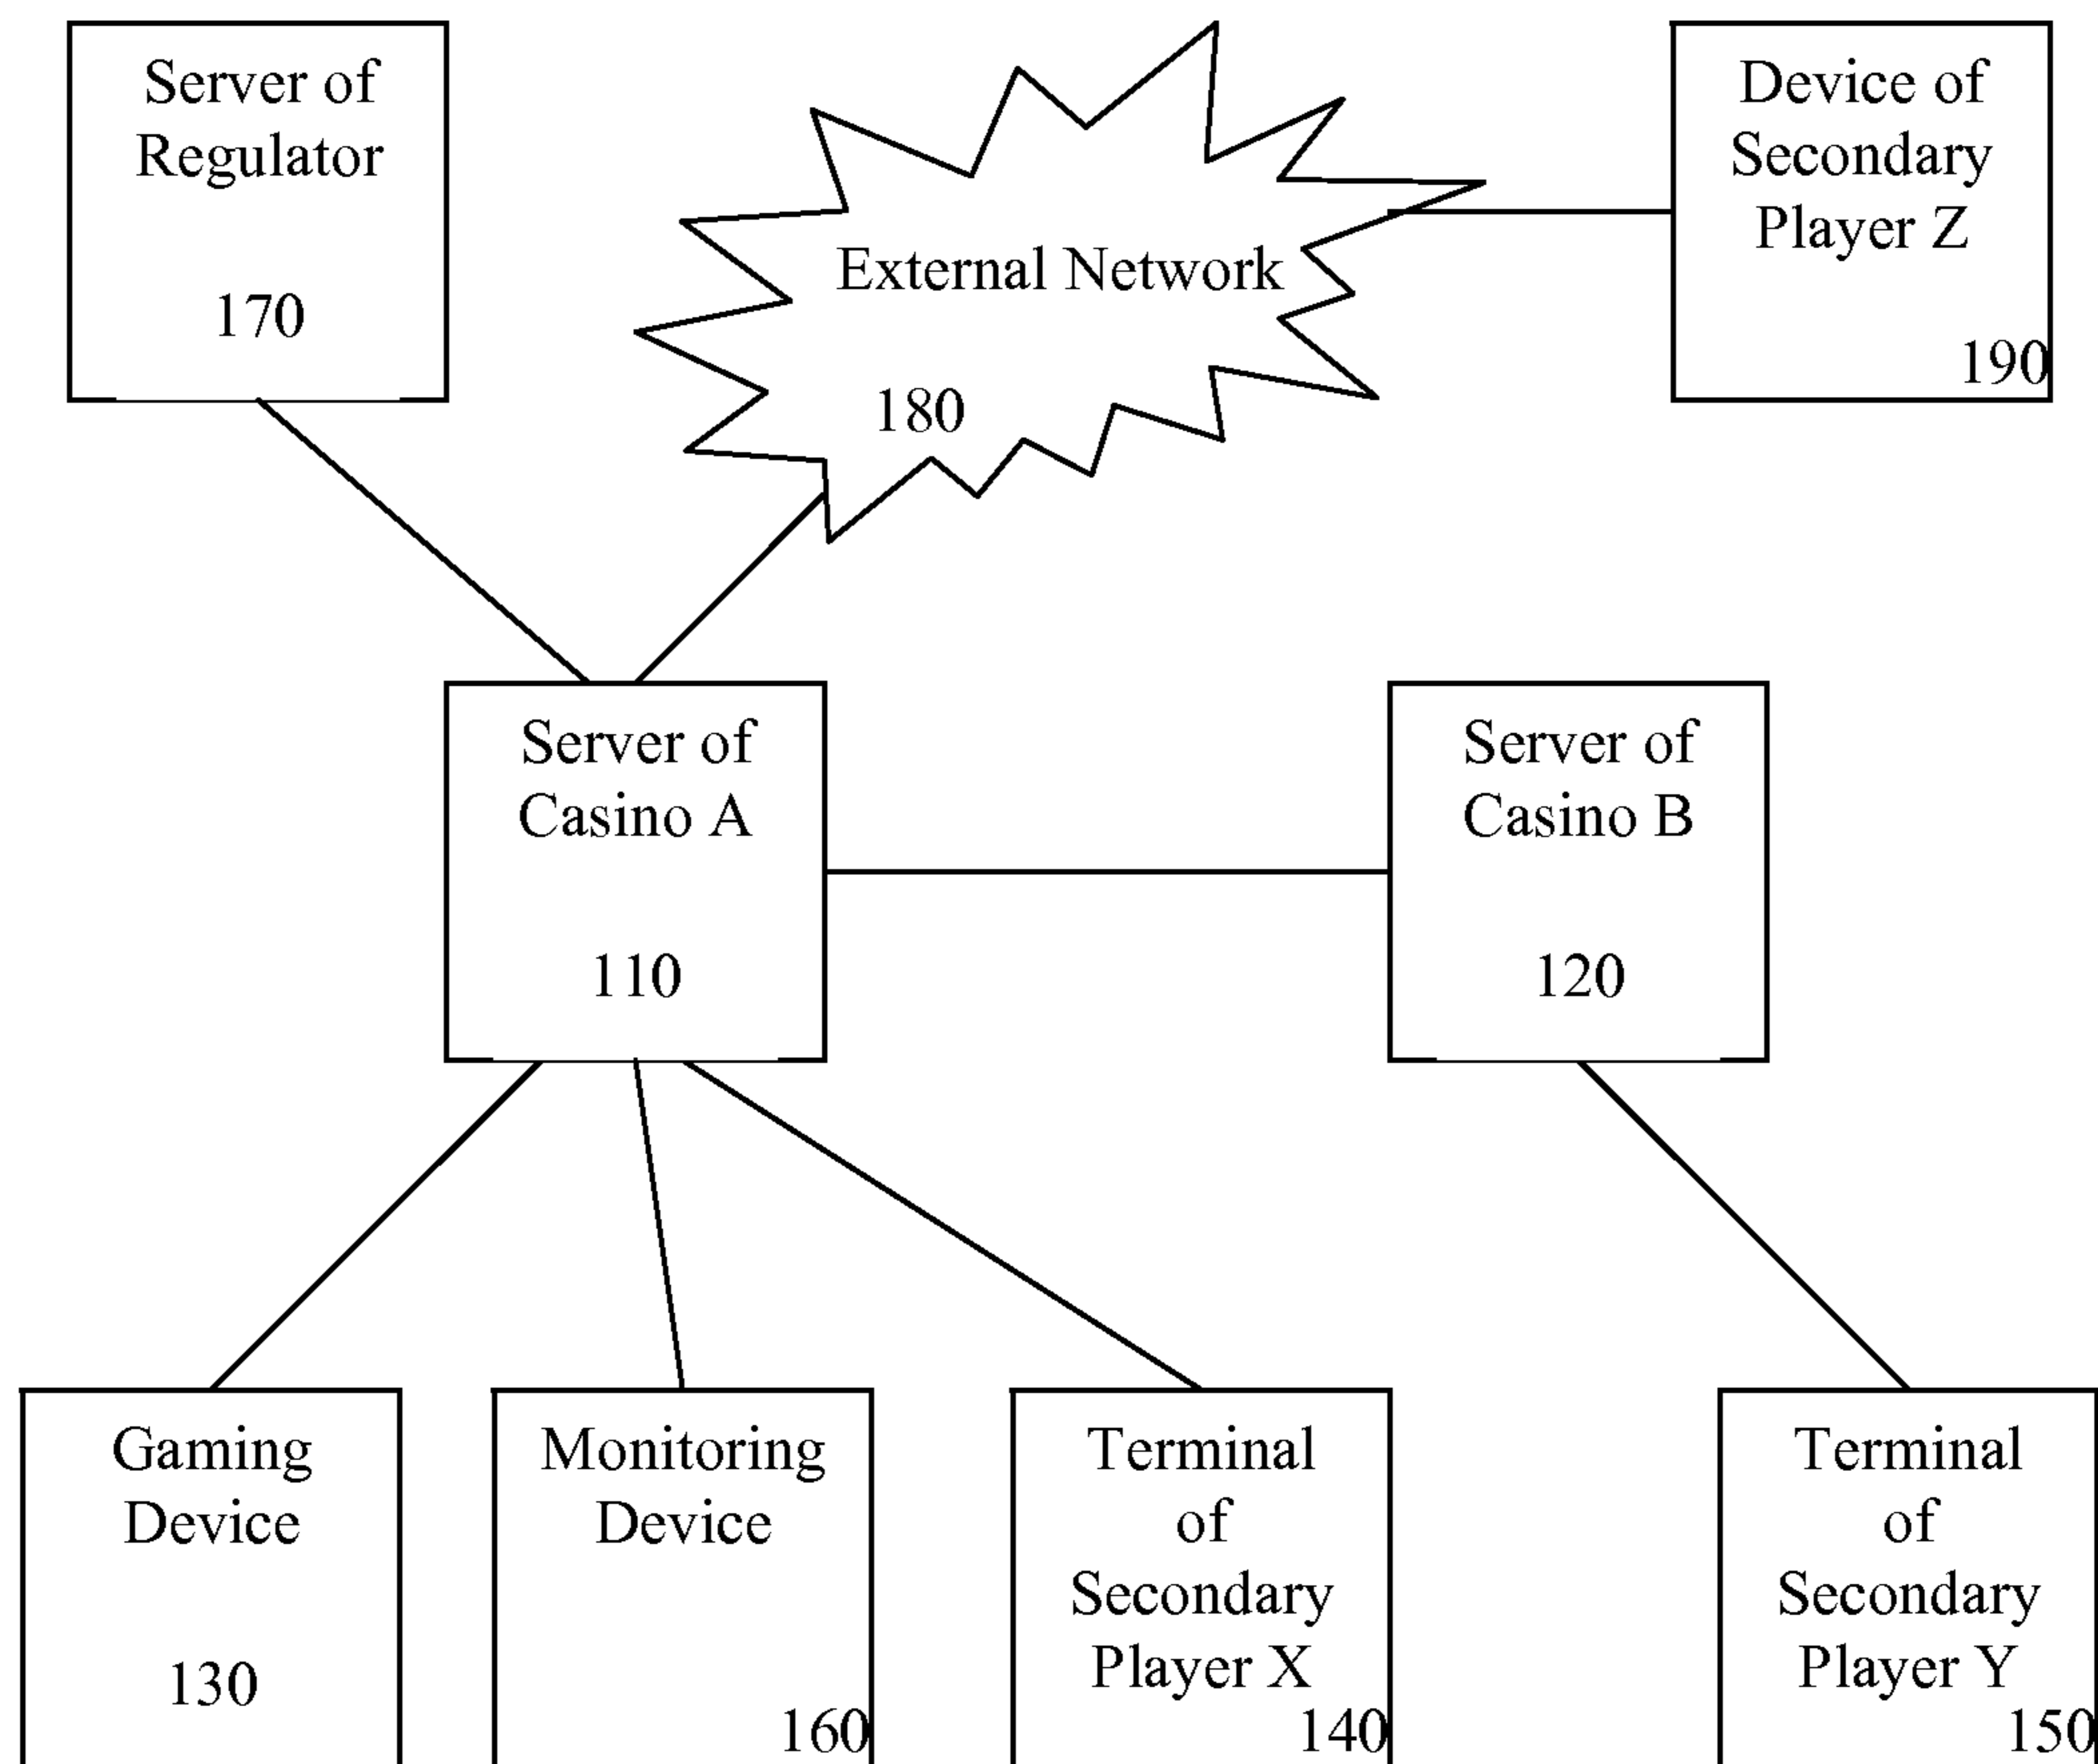 Server of
Regulator
170
External Network
180
Device of
Secondary
Player Z
190
Server of
Casino A
110
Server of
Casino B
120
Gaming
Device
130
Monitoring
Device
160
Terminal
of
Secondary
Player X
140
Terminal
of
Secondary
Player Y
150